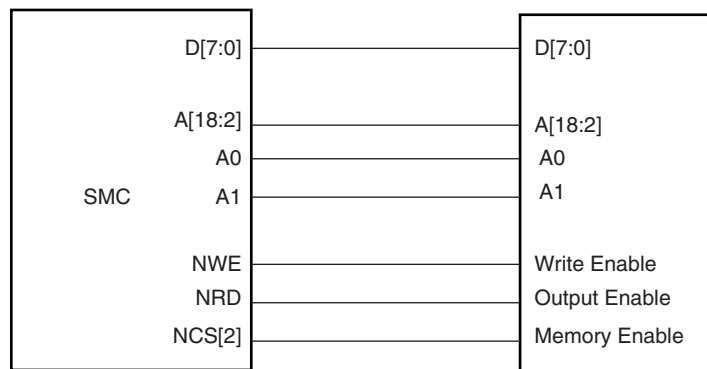 D[7:0] D[7:0]
A[18:2] A[18:2]
A0 A0
SMC A1 A1
NWE Write Enable
NRD Output Enable
NCS[2] Memory Enable